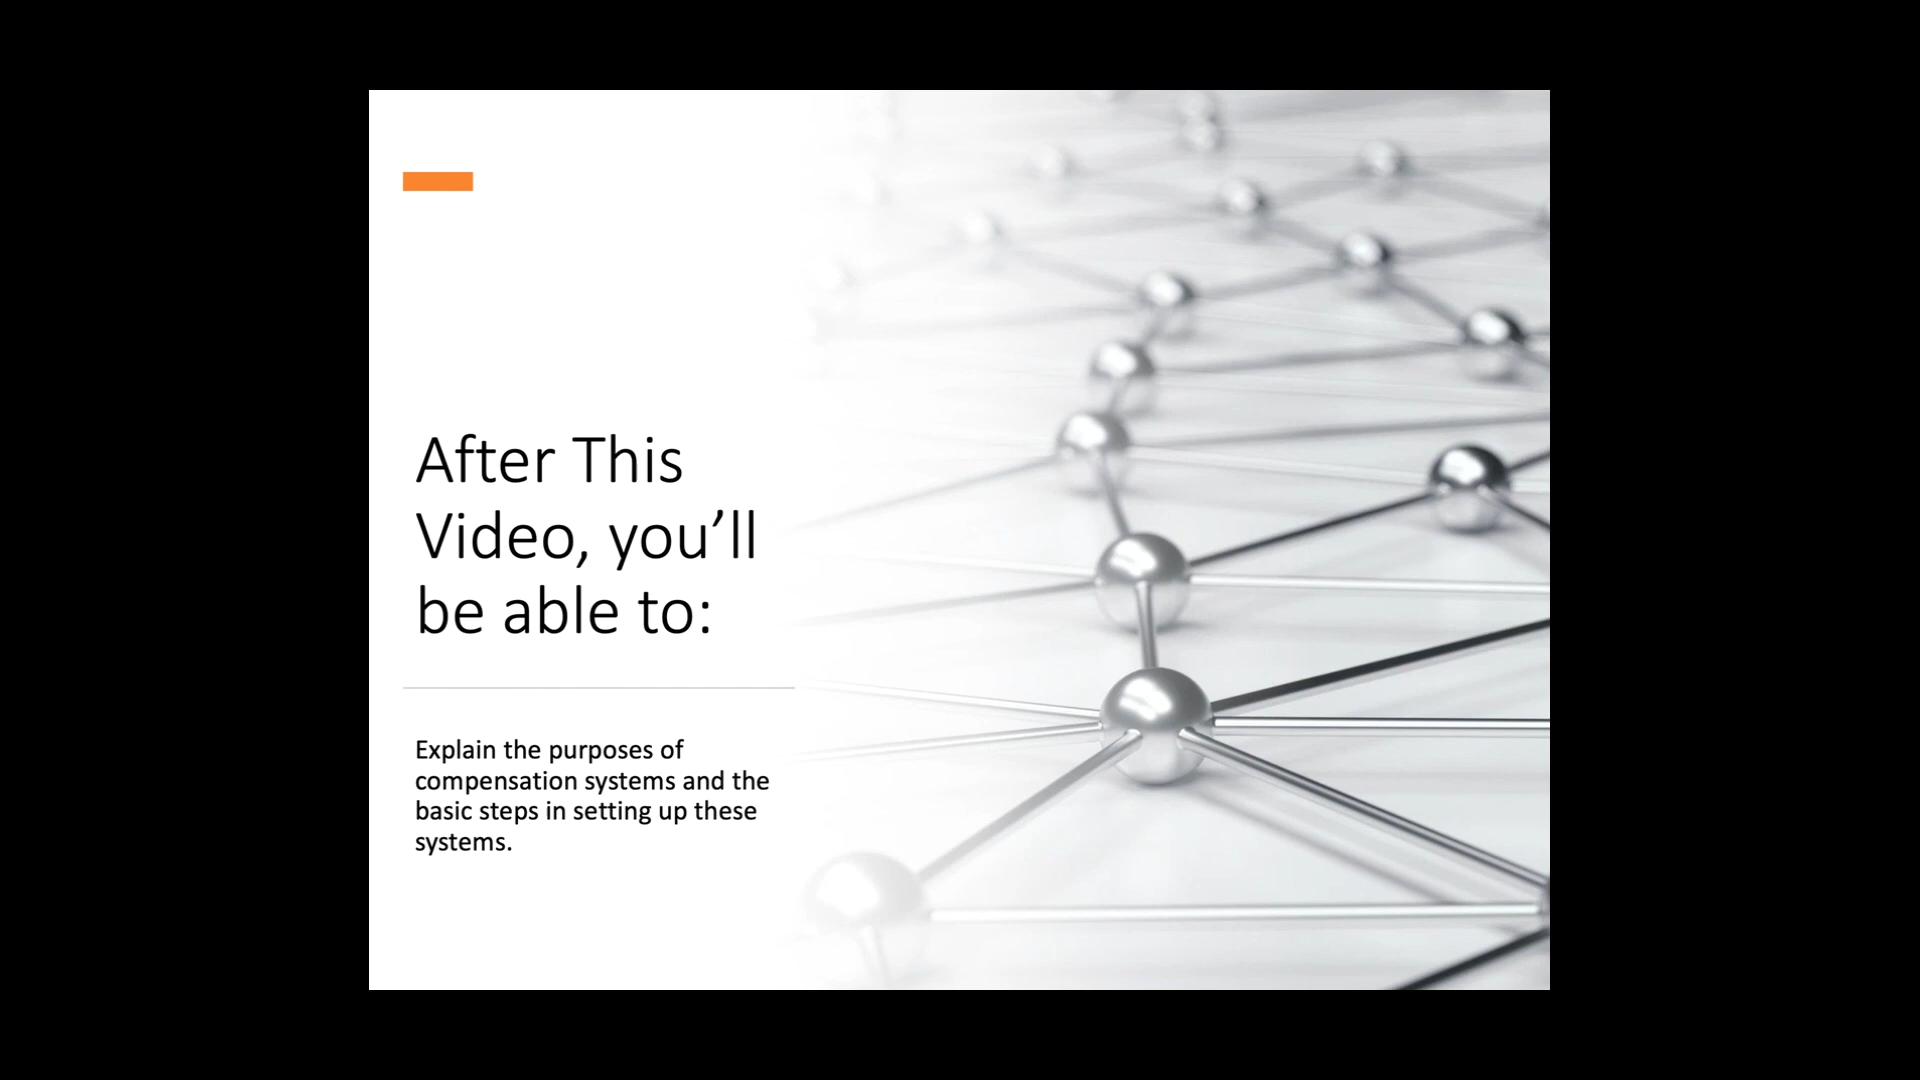 After This
Video, you’ll
be able to:
Explain the purposes of
compensation systems and the
basic steps in setting up these
systems.